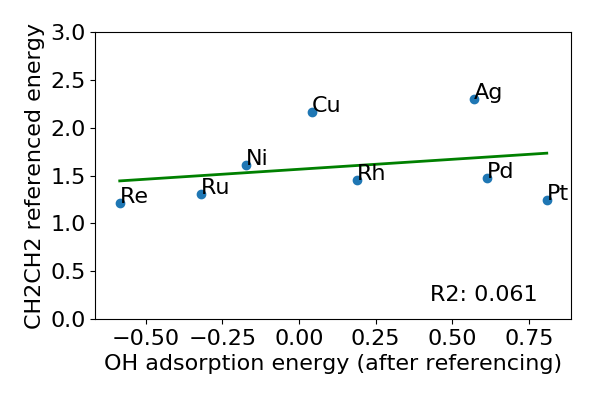 CH2CH2 referenced energy
3.0
2.5
2.0
1.5
1.0
0.5
0.0
Cu
Ag
Ni
Rh
Pd
Re
Ru
Pt
R2: 0.061
−0.50 −0.25 0.00 0.25 0.50 0.75
OH adsorption energy (after referencing)